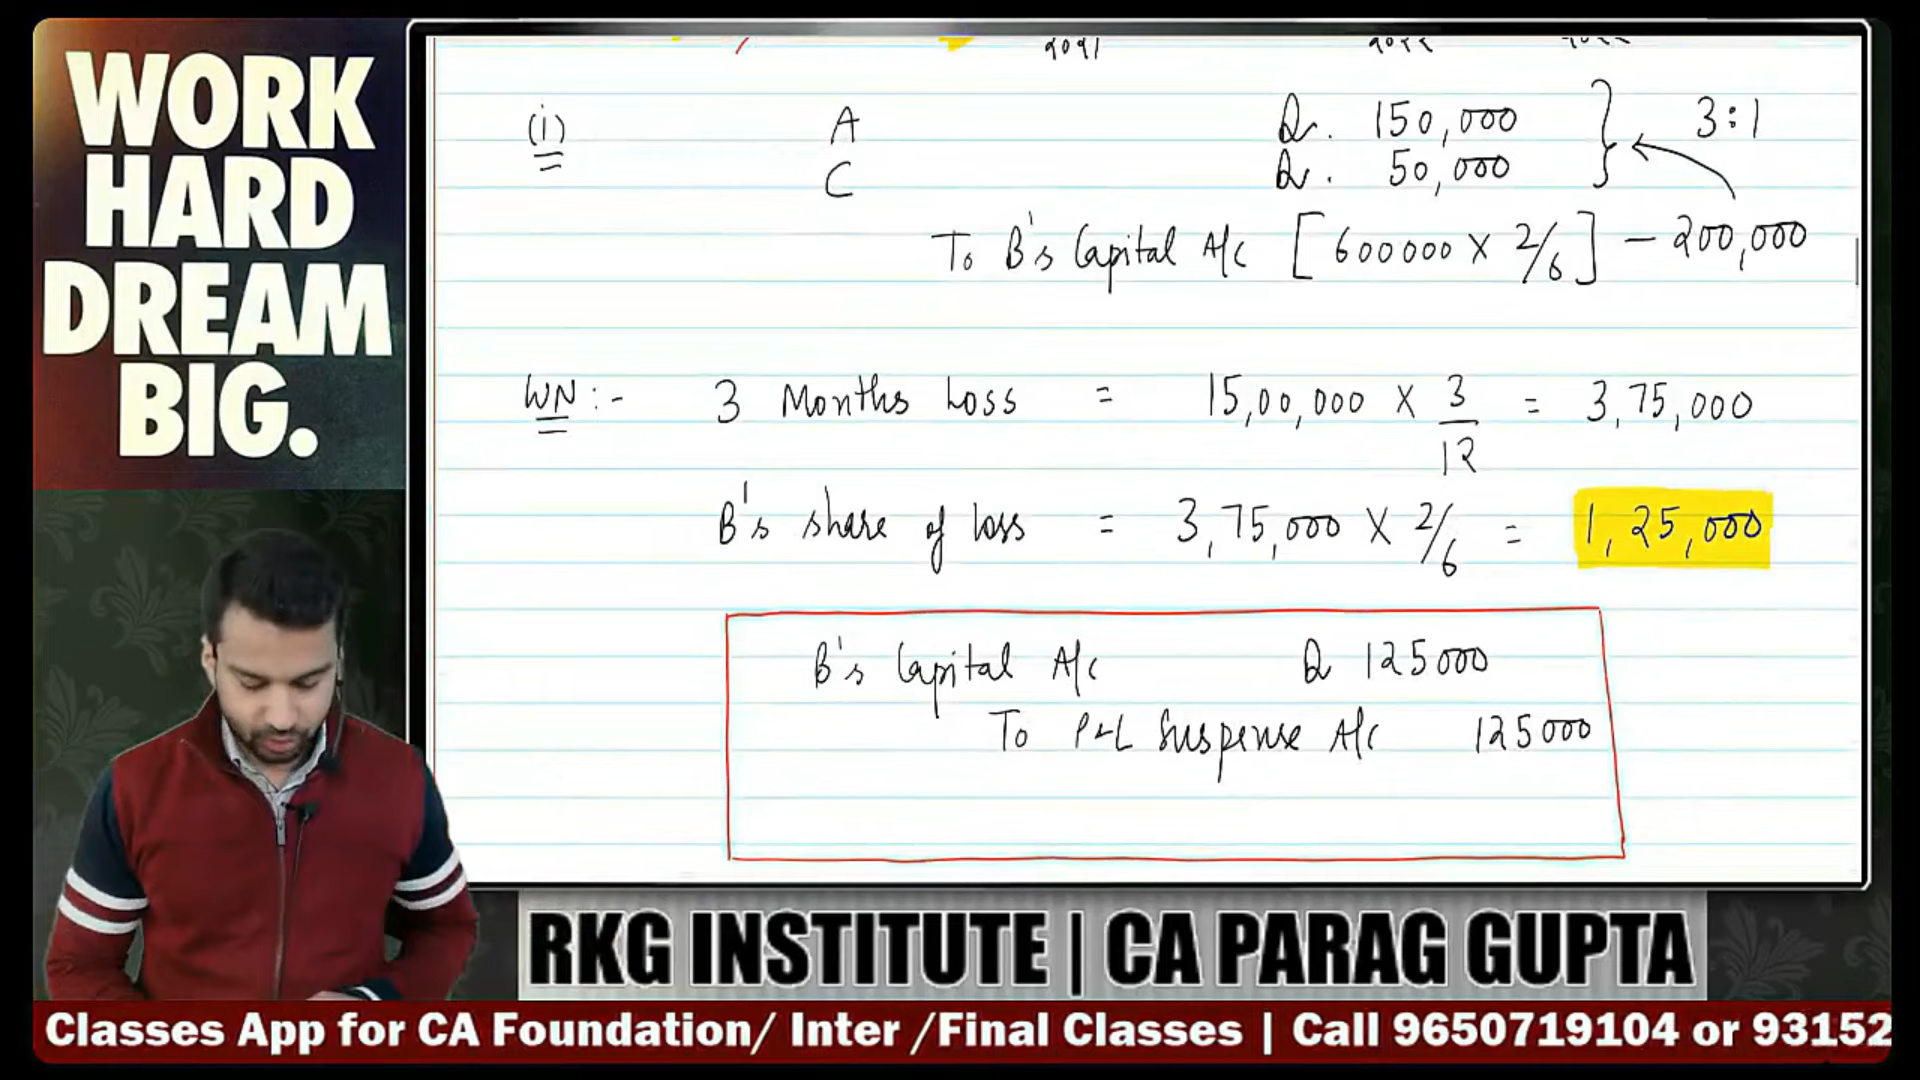 WORK
HARD
DREAM
BIG.
(i) A Dr. 150,000 3:1
C Dr. 50,000
To B's Capital A/c [600000 X 2/6] - 200,000
WN:- 3 Months Loss = 15,00,000 X 3/12 = 3,75,000
B's share of loss = 3,75,000 X 2/6 = 1,25,000
B's Capital A/c Dr 125000
To P&L Suspense A/c 125000
RKG INSTITUTE | CA PARAG GUPTA
Classes App for CA Foundation/ Inter /Final Classes | Call 9650719104 or 93152